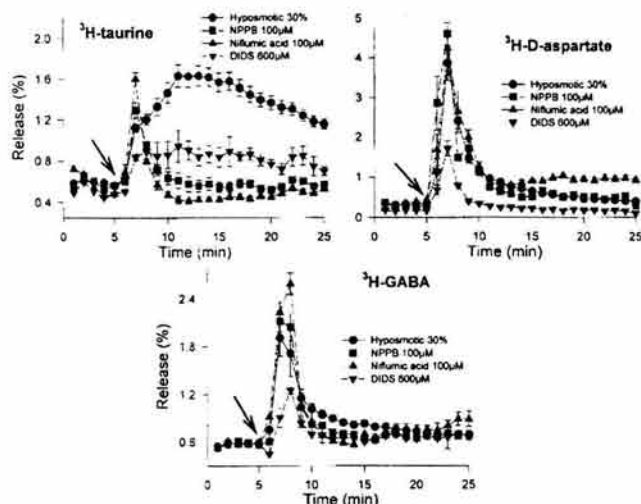 ³H-taurine
Hyposmotic 30%
NPPB 100µM
Niflumic acid 100µM
DIDS 600µM
Release (%)
2.0
1.6
1.2
0.8
0.4
0 5 10 15 20 25
Time (min)
³H-D-aspartate
Hyposmotic 30%
NPPB 100µM
Niflumic acid 100µM
DIDS 600µM
5
4
3
2
1
0
0 5 10 15 20 25
Time (min)
³H-GABA
Hyposmotic 30%
NPPB 100µM
Niflumic acid 100µM
DIDS 600µM
Release (%)
2.4
1.8
1.2
0 5 10 15 20 25
Time (min)